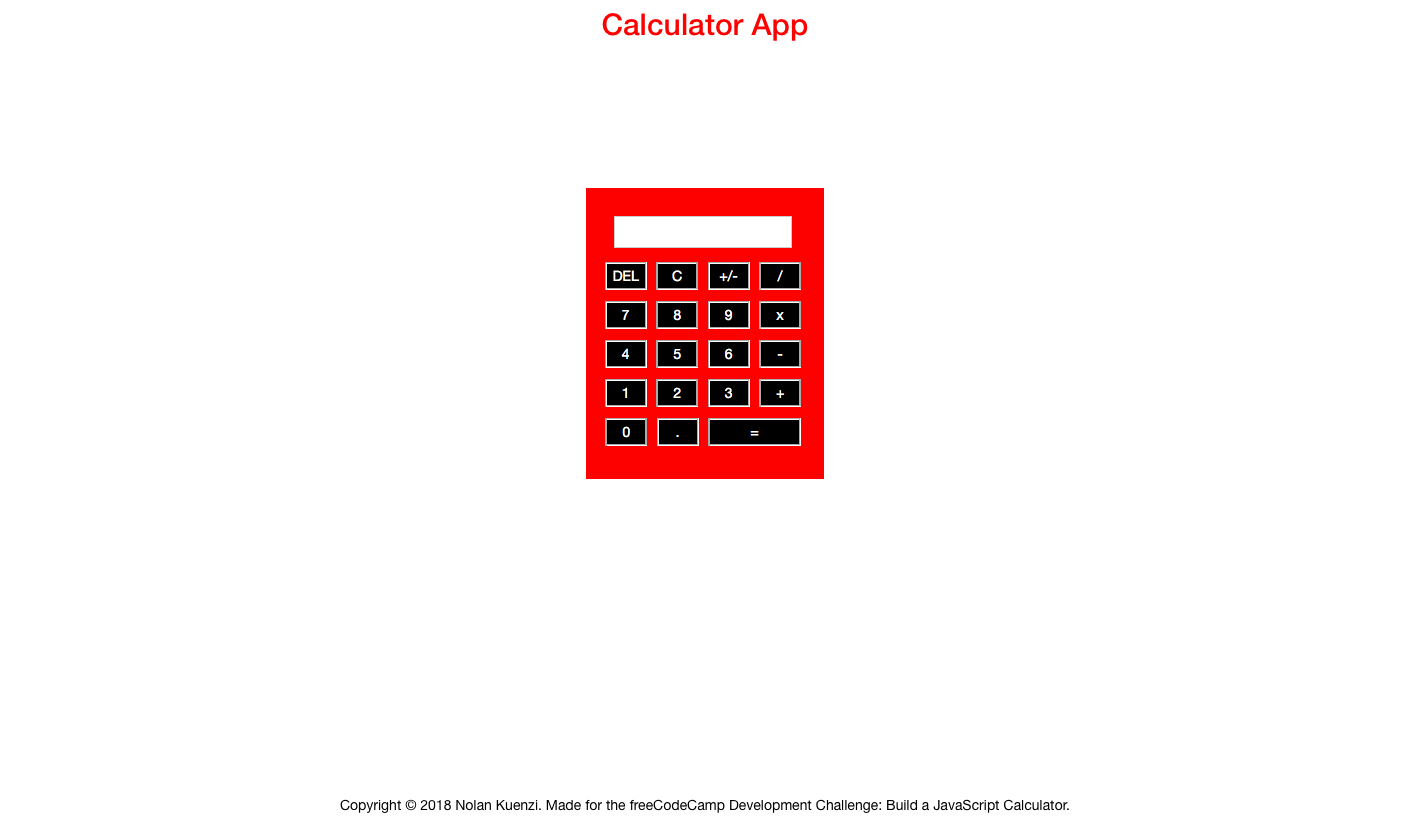 Calculator App
DEL C +/- /
7 8 9 x
4 5 6 -
1 2 3 +
0 . =
Copyright © 2018 Nolan Kuenzi. Made for the freeCodeCamp Development Challenge: Build a JavaScript Calculator.